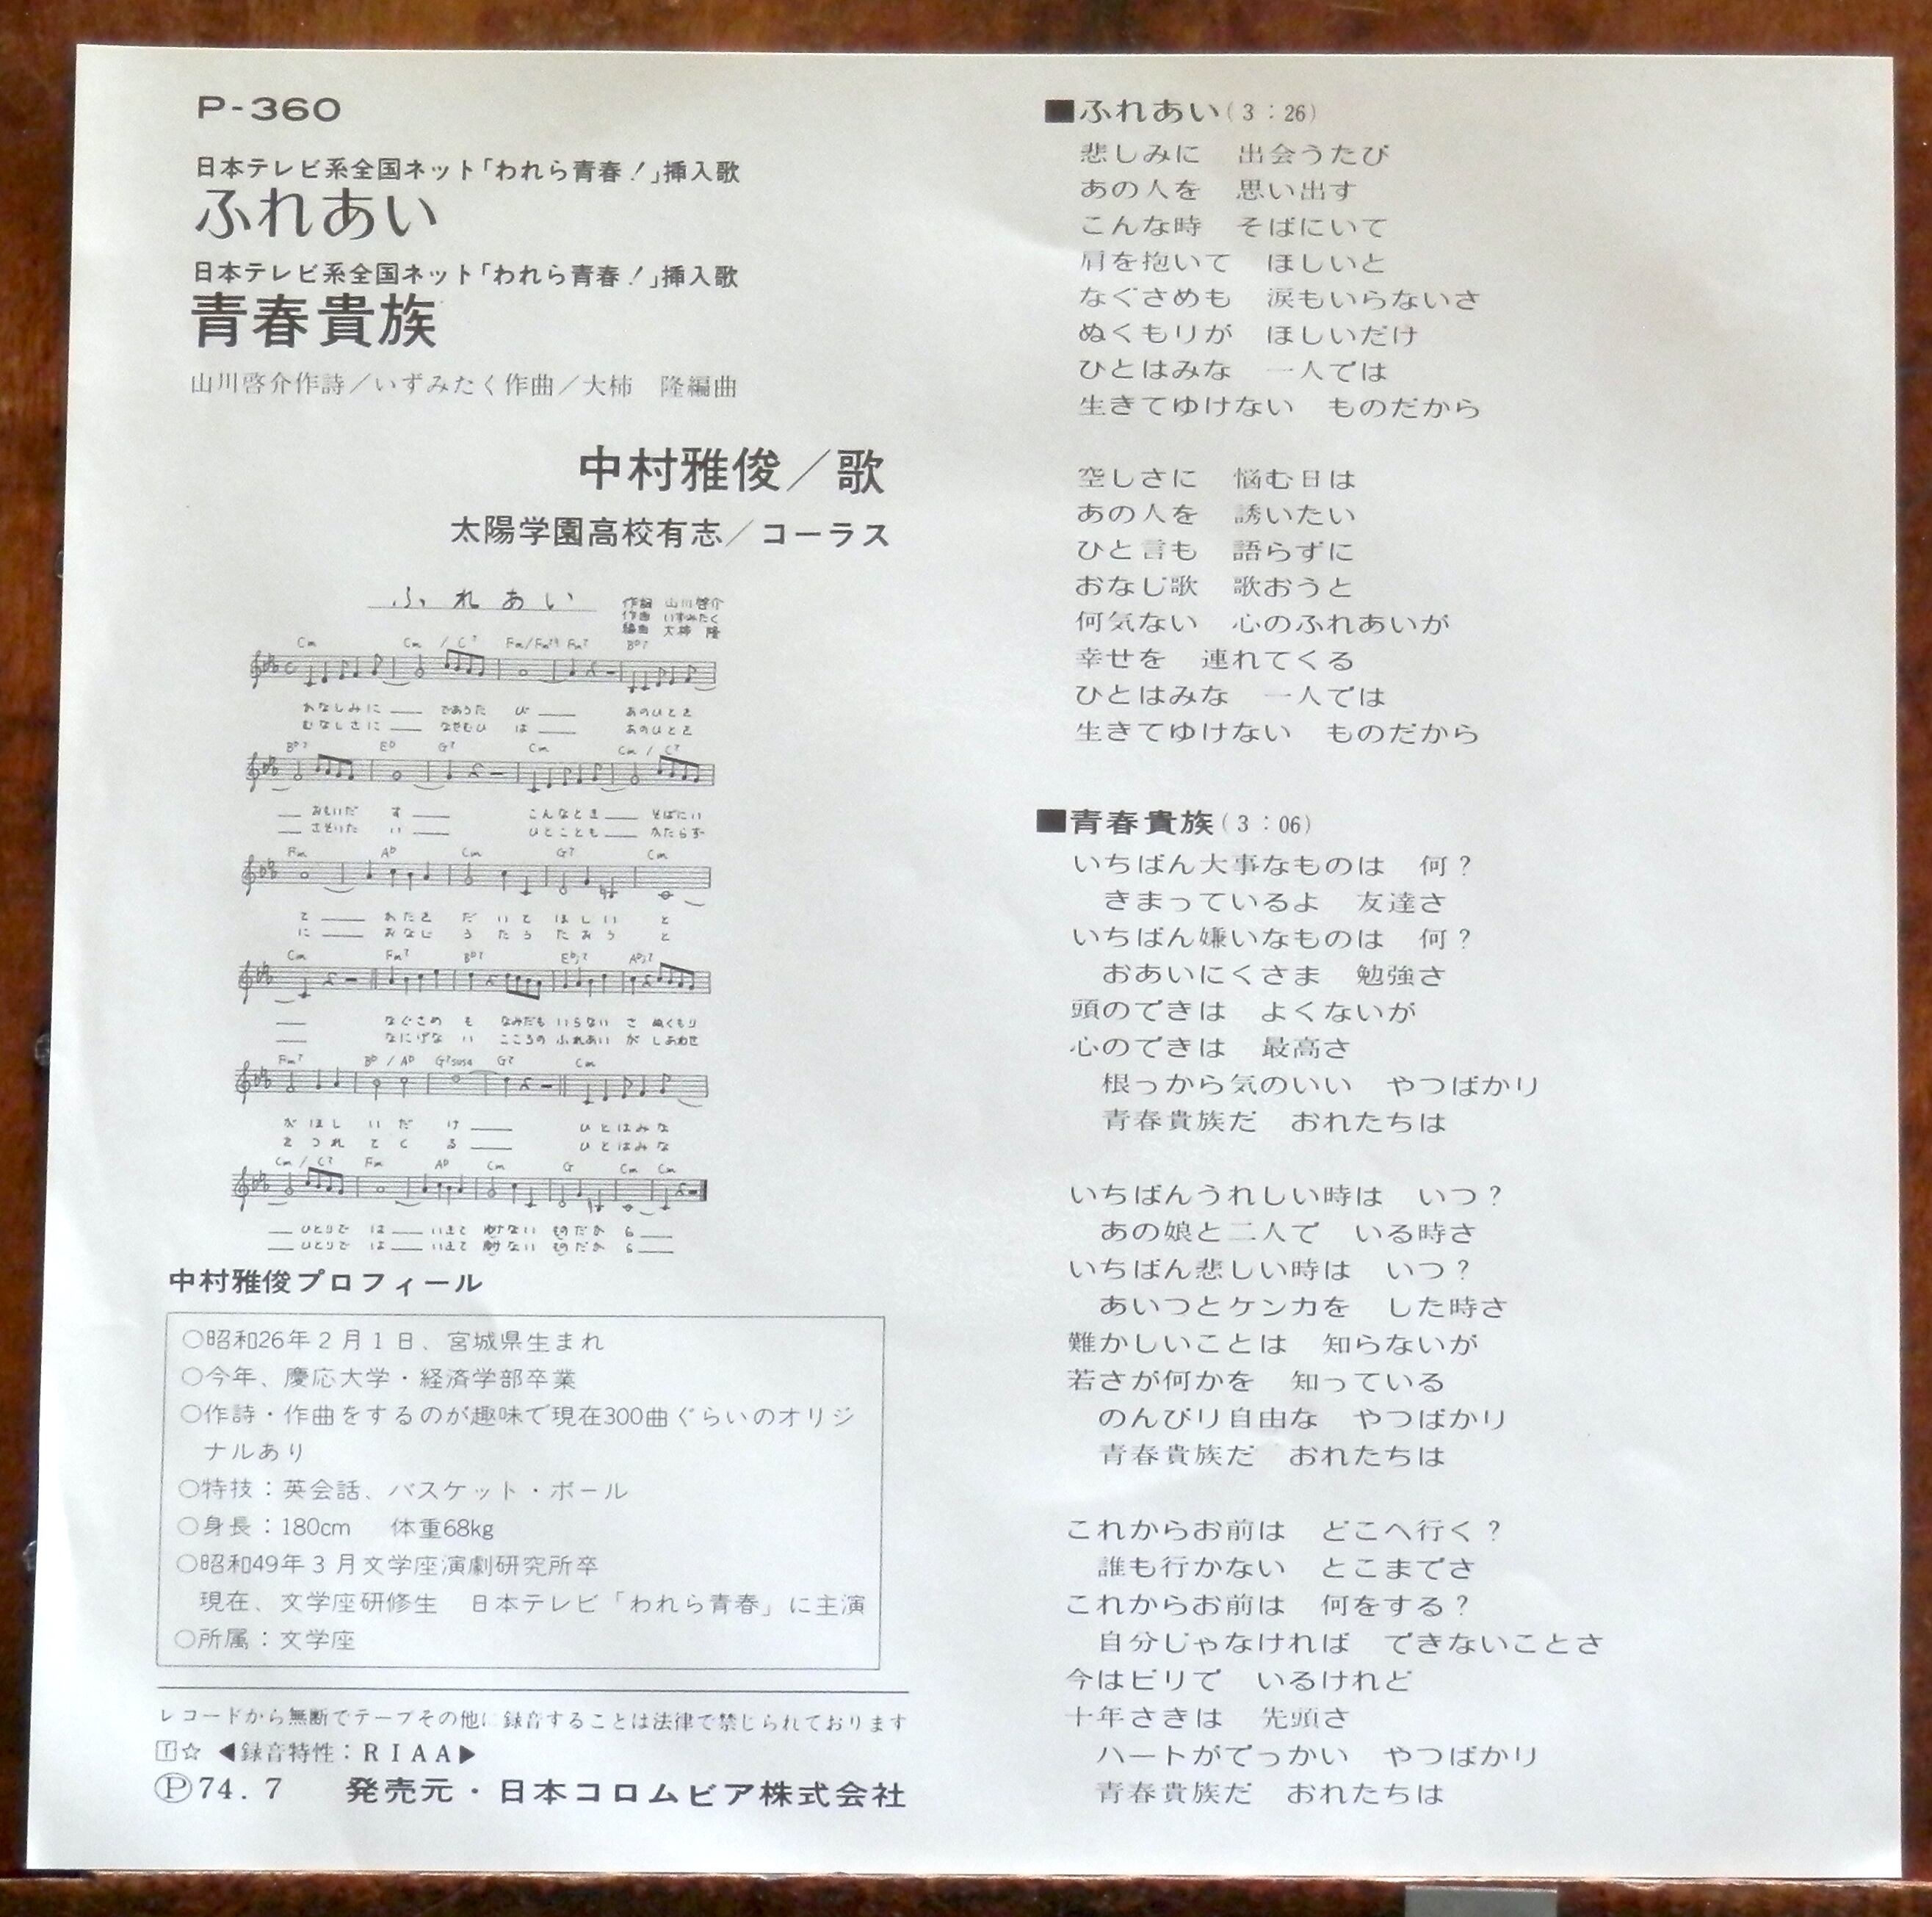 P-360
日本テレビ系全国ネット「われら青春！」挿入歌
ふれあい
日本テレビ系全国ネット「われら青春！」挿入歌
青春貴族
山川啓介作詩／いずみたく作曲／大柿　隆編曲
中村雅俊／歌
太陽学園高校有志／コーラス
ふれあい
作詞 山川啓介
作曲 いずみたく
編曲 大柿 隆
中村雅俊プロフィール
○昭和26年2月1日、宮城県生まれ
○今年、慶応大学・経済学部卒業
○作詩・作曲をするのが趣味で現在300曲ぐらいのオリジ
ナルあり
○特技：英会話、バスケット・ボール
○身長：180cm　体重68kg
○昭和49年3月文学座演劇研究所卒
現在、文学座研修生　日本テレビ「われら青春」に主演
○所属：文学座
レコードから無断でテープその他に録音することは法律で禁じられております
☆ ◀録音特性：RIAA▶
Ⓟ74.7　発売元・日本コロムビア株式会社
■ふれあい（3：26）
悲しみに　出会うたび
あの人を　思い出す
こんな時　そばにいて
肩を抱いて　ほしいと
なぐさめも　涙もいらないさ
ぬくもりが　ほしいだけ
ひとはみな　一人では
生きてゆけない　ものだから
空しさに　悩む日は
あの人を　誘いたい
ひと言も　語らずに
おなじ歌　歌おうと
何気ない　心のふれあいが
幸せを　連れてくる
ひとはみな　一人では
生きてゆけない　ものだから
■青春貴族（3：06）
いちばん大事なものは　何？
きまっているよ　友達さ
いちばん嫌いなものは　何？
おあいにくさま　勉強さ
頭のできは　よくないが
心のできは　最高さ
根っから気のいい　やつばかり
青春貴族だ　おれたちは
いちばんうれしい時は　いつ？
あの娘と二人で　いる時さ
いちばん悲しい時は　いつ？
あいつとケンカを　した時さ
難かしいことは　知らないが
若さが何かを　知っている
のんびり自由な　やつばかり
青春貴族だ　おれたちは
これからお前は　どこへ行く？
誰も行かない　とこまでさ
これからお前は　何をする？
自分じゃなければ　できないことさ
今はビリで　いるけれど
十年さきは　先頭さ
ハートがでっかい　やつばかり
青春貴族だ　おれたちは